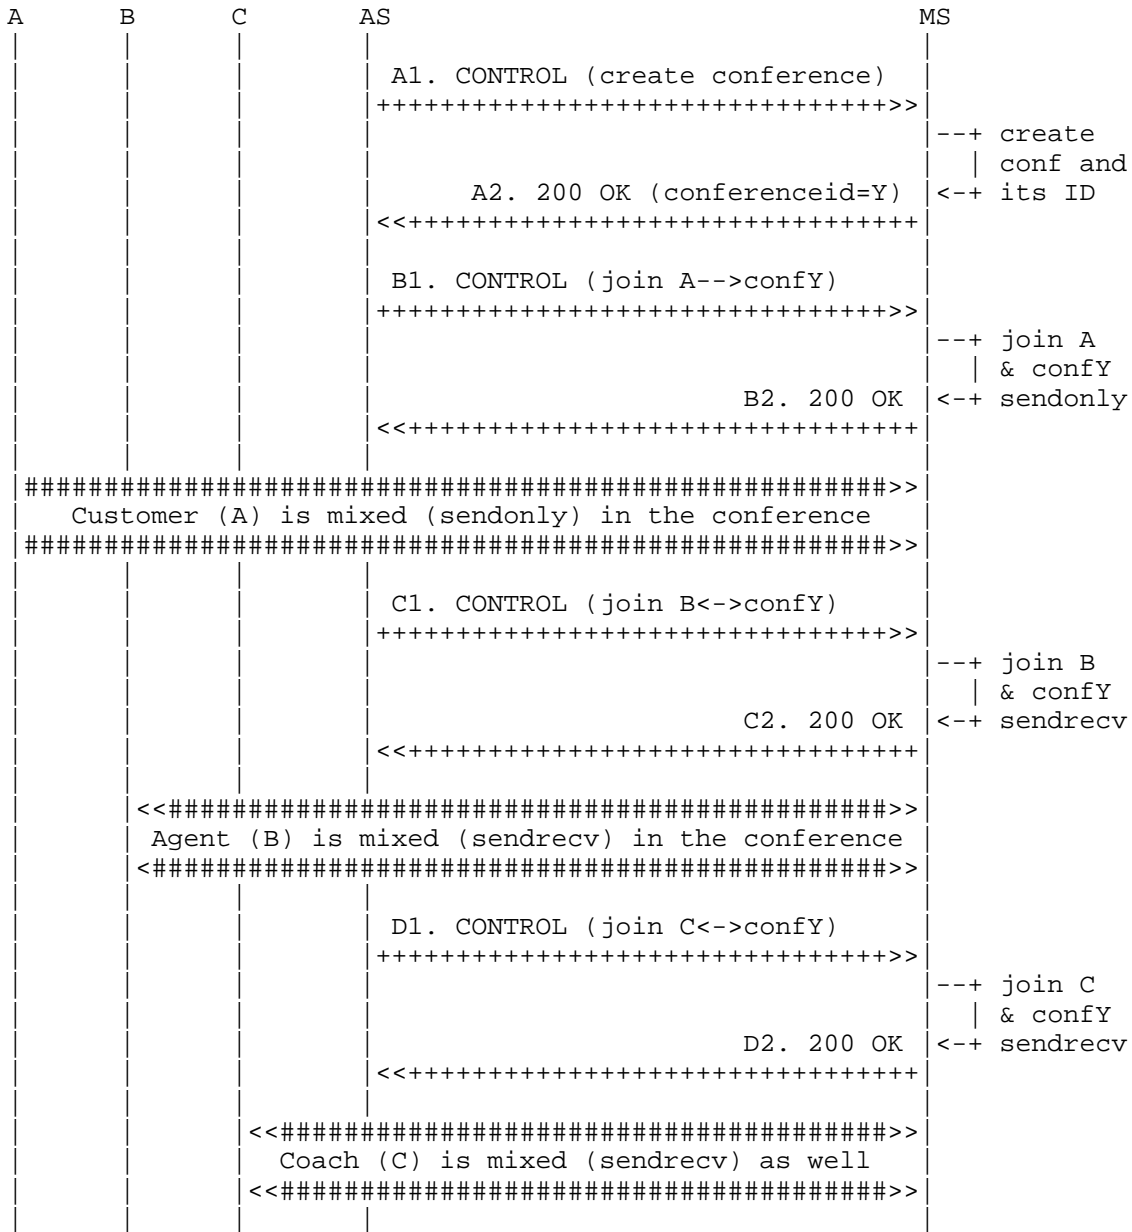 A B C AS MS
A1. CONTROL (create conference)
+++++++++++++++++++++++++++++++++>>
--+ create
| conf and
A2. 200 OK (conferenceid=Y) <-+ its ID
<<+++++++++++++++++++++++++++++++++
B1. CONTROL (join A-->confY)
+++++++++++++++++++++++++++++++++>>
--+ join A
| & confY
B2. 200 OK <-+ sendonly
<<+++++++++++++++++++++++++++++++++
######################################################>>
Customer (A) is mixed (sendonly) in the conference
######################################################>>
C1. CONTROL (join B<->confY)
+++++++++++++++++++++++++++++++++>>
--+ join B
| & confY
C2. 200 OK <-+ sendrecv
<<+++++++++++++++++++++++++++++++++
<<#############################################>>
Agent (B) is mixed (sendrecv) in the conference
<##############################################>>
D1. CONTROL (join C<->confY)
+++++++++++++++++++++++++++++++++>>
--+ join C
| & confY
D2. 200 OK <-+ sendrecv
<<+++++++++++++++++++++++++++++++++
<<######################################>>
Coach (C) is mixed (sendrecv) as well
<<######################################>>